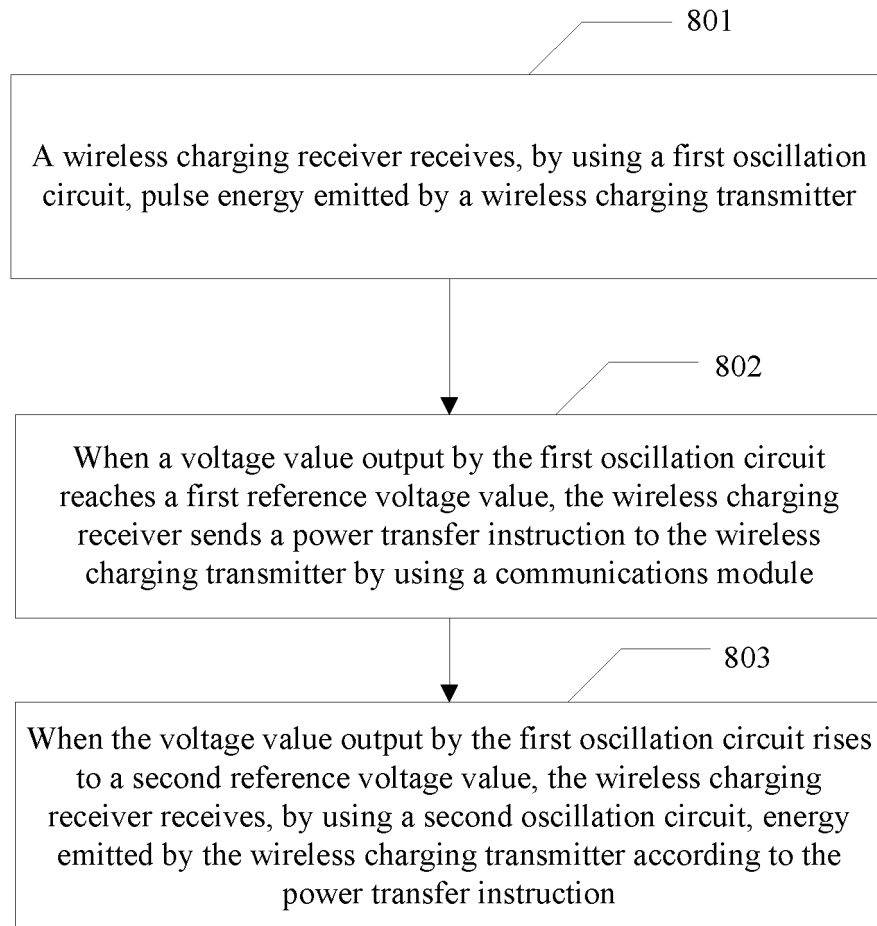 801
A wireless charging receiver receives, by using a first oscillation
circuit, pulse energy emitted by a wireless charging transmitter
802
When a voltage value output by the first oscillation circuit
reaches a first reference voltage value, the wireless charging
receiver sends a power transfer instruction to the wireless
charging transmitter by using a communications module
803
When the voltage value output by the first oscillation circuit rises
to a second reference voltage value, the wireless charging
receiver receives, by using a second oscillation circuit, energy
emitted by the wireless charging transmitter according to the
power transfer instruction